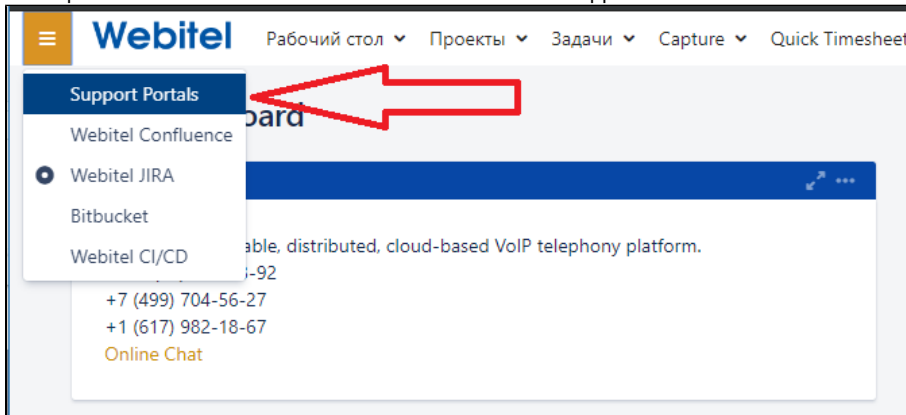 Webitel Рабочий стол Проекты Задачи Capture Quick Timesheet
Support Portals
Webitel Confluence
Webitel JIRA
Bitbucket
Webitel CI/CD
able, distributed, cloud-based VoIP telephony platform.
-92
+7 (499) 704-56-27
+1 (617) 982-18-67
Online Chat